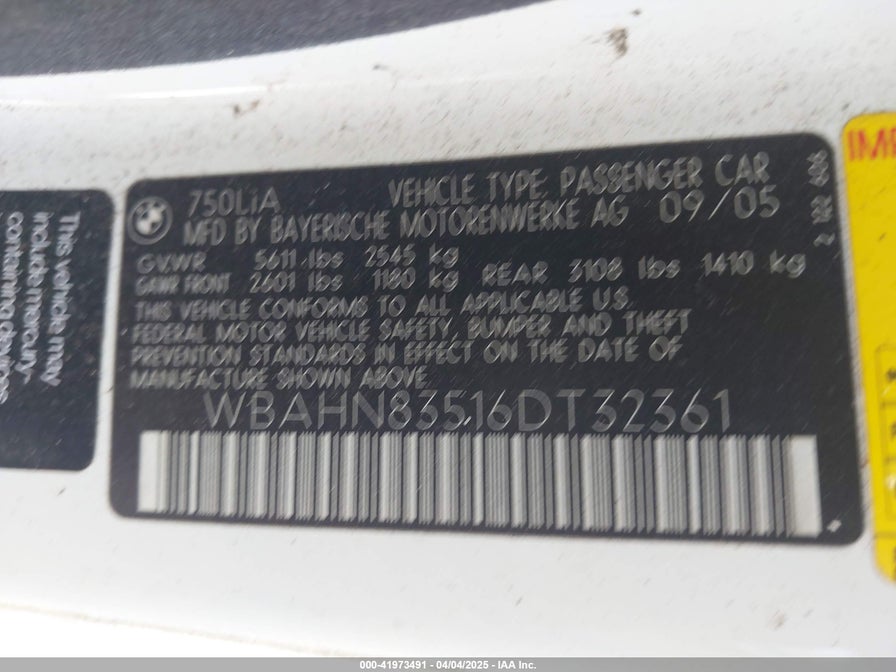 750LiA VEHICLE TYPE: PASSENGER CAR
MFD BY BAYERISCHE MOTORENWERKE AG 09/05
GVWR 5611 lbs 2545 kg
GAWR FRONT 2601 lbs 1180 kg REAR 3108 lbs 1410 kg
THIS VEHICLE CONFORMS TO ALL APPLICABLE U.S.
FEDERAL MOTOR VEHICLE SAFETY, BUMPER AND THEFT
PREVENTION STANDARDS IN EFFECT ON THE DATE OF
MANUFACTURE SHOWN ABOVE.
WBAHN83516DT32361
This vehicle may
include mercury-
containing devices
000-41973491 - 04/04/2025 - IAA Inc.